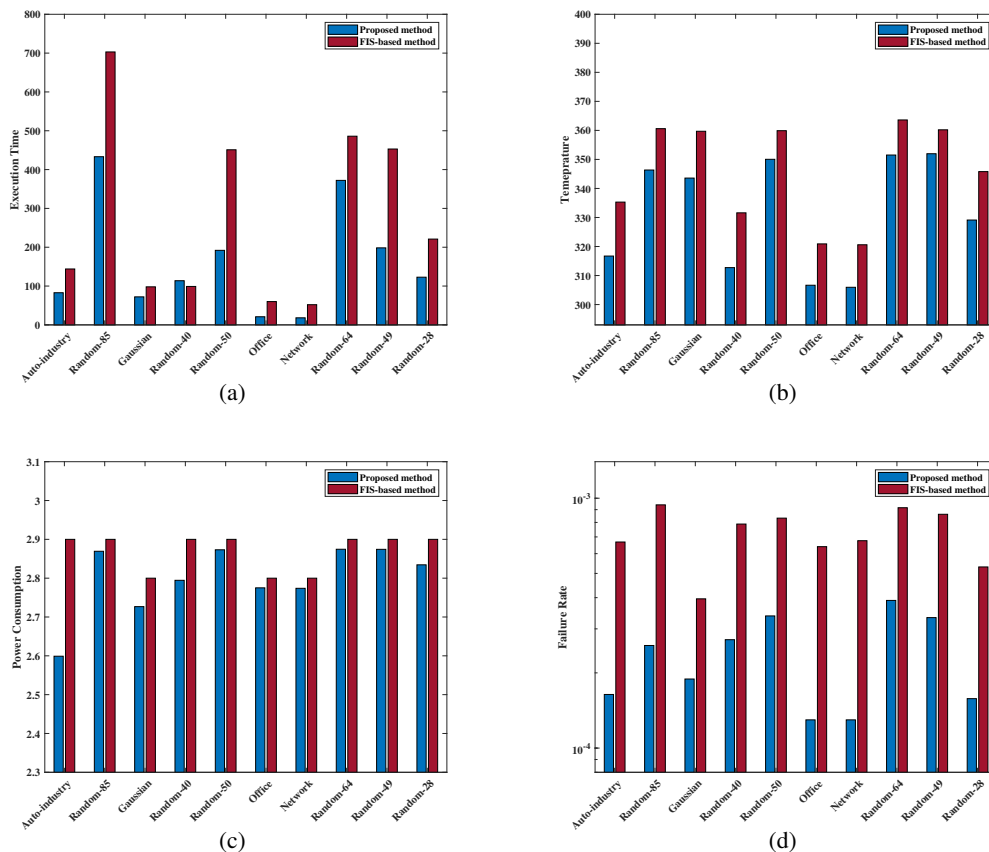 Proposed method
FIS-based method
Execution Time
800
700
600
500
400
300
200
100
0
Auto-industry
Random-85
Gaussian
Random-40
Random-50
Office
Network
Random-64
Random-49
Random-28
(a)
Proposed method
FIS-based method
Temeprature
400
390
380
370
360
350
340
330
320
310
300
Auto-industry
Random-85
Gaussian
Random-40
Random-50
Office
Network
Random-64
Random-49
Random-28
(b)
Proposed method
FIS-based method
Power Consumption
3.1
3
2.9
2.8
2.7
2.6
2.5
2.4
2.3
Auto-industry
Random-85
Gaussian
Random-40
Random-50
Office
Network
Random-64
Random-49
Random-28
(c)
Proposed method
FIS-based method
Failure Rate
10⁻³
10⁻⁴
Auto-industry
Random-85
Gaussian
Random-40
Random-50
Office
Network
Random-64
Random-49
Random-28
(d)